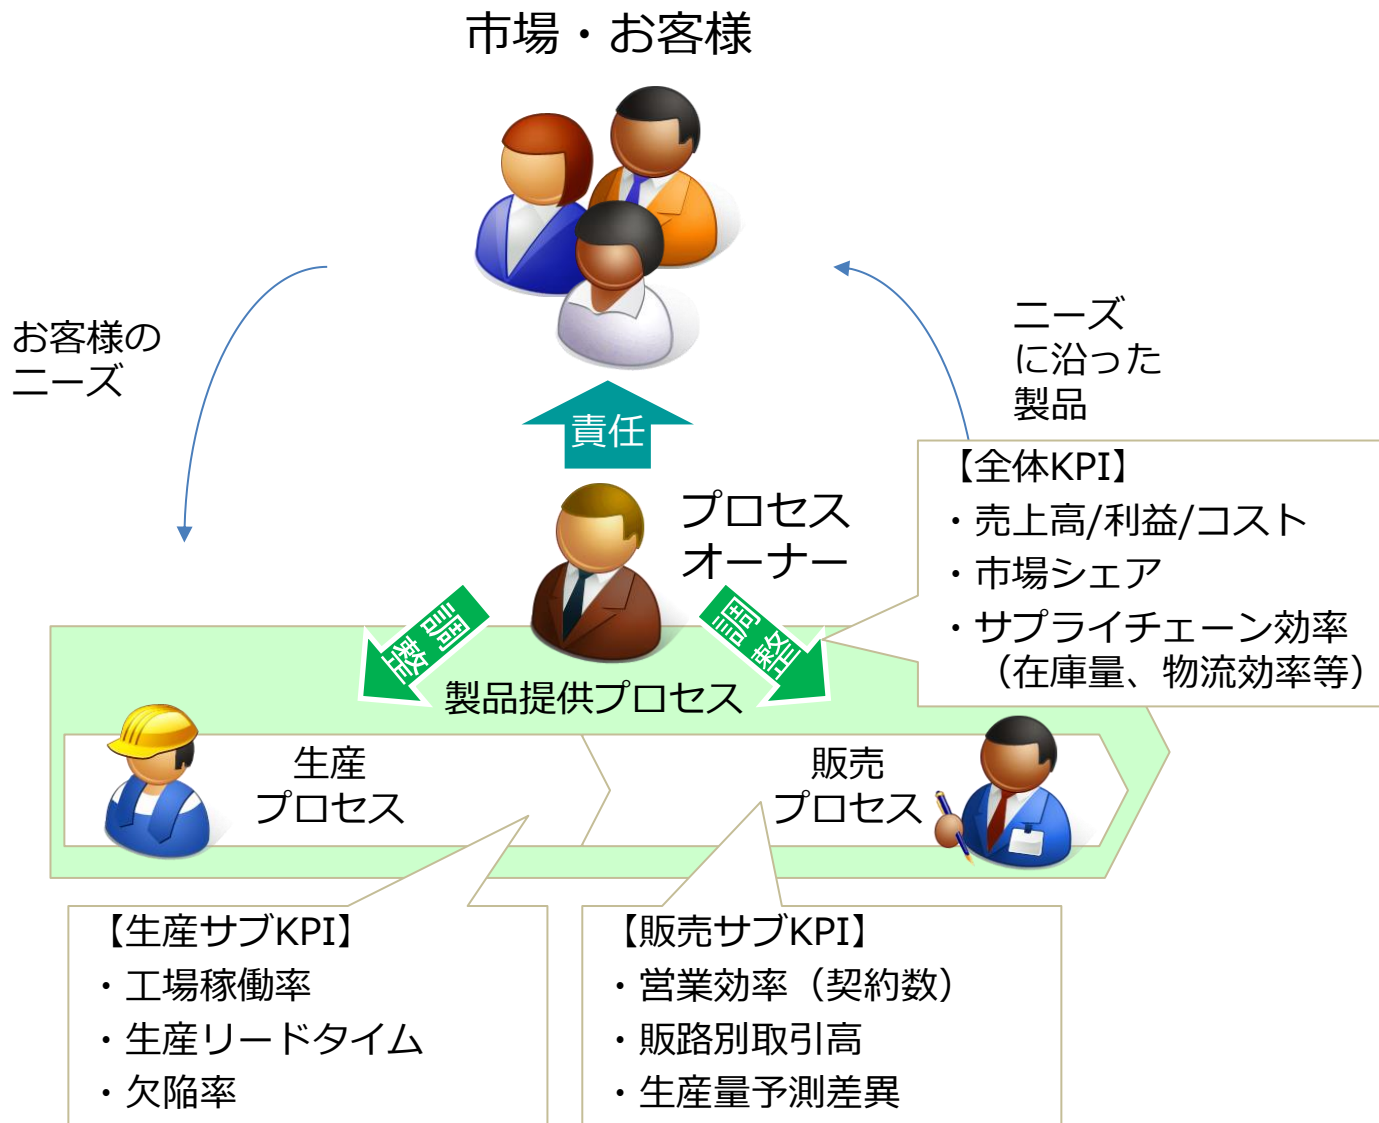 市場・お客様
お客様の
ニーズ
ニーズ
に沿った
製品
責任
プロセス
オーナー
【全体KPI】
・売上高/利益/コスト
・市場シェア
・サプライチェーン効率
（在庫量、物流効率等）
調整
調整
製品提供プロセス
生産
プロセス
販売
プロセス
【生産サブKPI】
・工場稼働率
・生産リードタイム
・欠陥率
【販売サブKPI】
・営業効率（契約数）
・販路別取引高
・生産量予測差異